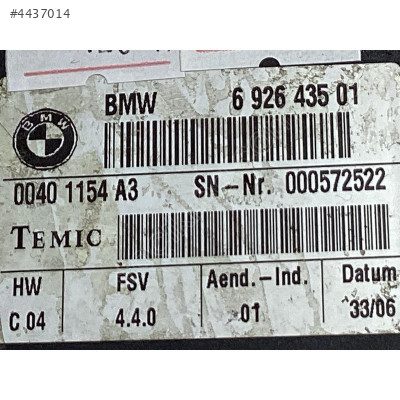 #4437014
BMW 6 926 435 01
BMW
0040 1154 A3 SN-Nr. 000572522
TEMIC
HW FSV Aend.-Ind. Datum
C 04 4.4.0 01 33/06